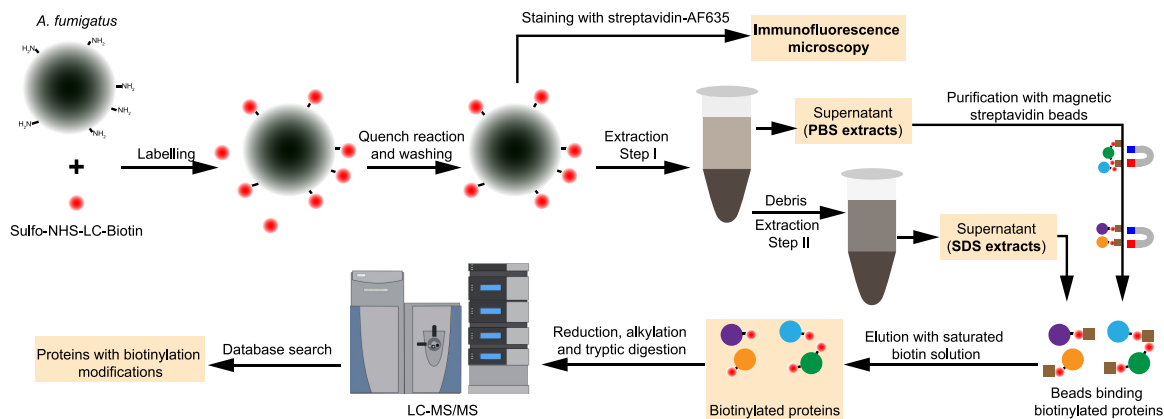 A. fumigatus
H₂N
NH₂
NH₂
NH₂
H₂N
NH₂
+
Sulfo-NHS-LC-Biotin
Labelling
Quench reaction
and washing
Staining with streptavidin-AF635
Immunofluorescence
microscopy
Extraction
Step I
Supernatant
(PBS extracts)
Purification with magnetic
streptavidin beads
Debris
Extraction
Step II
Supernatant
(SDS extracts)
Beads binding
biotinylated proteins
Elution with saturated
biotin solution
Biotinylated proteins
Reduction, alkylation
and tryptic digestion
LC-MS/MS
Database search
Proteins with biotinylation
modifications